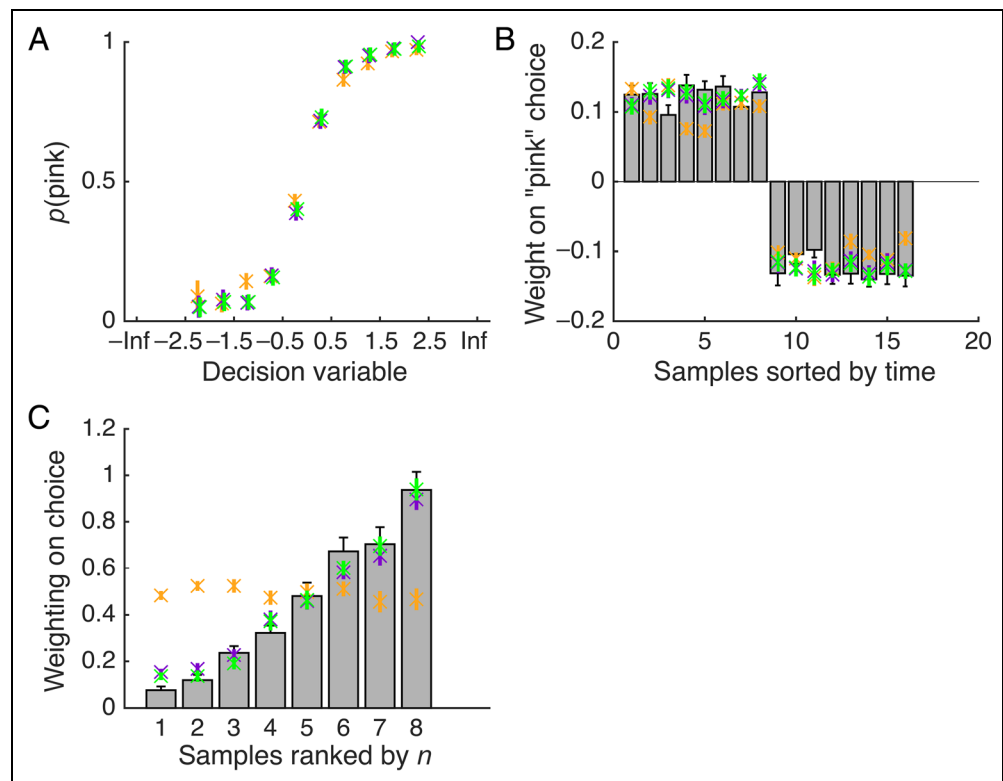 A
1
0.5
0
p(pink)
−Inf −2.5 −1.5 −0.5 0.5 1.5 2.5 Inf
Decision variable
B
0.2
0.1
0
−0.1
−0.2
Weight on "pink" choice
0 5 10 15 20
Samples sorted by time
C
1.2
1
0.8
0.6
0.4
0.2
0
Weighting on choice
1 2 3 4 5 6 7 8
Samples ranked by n